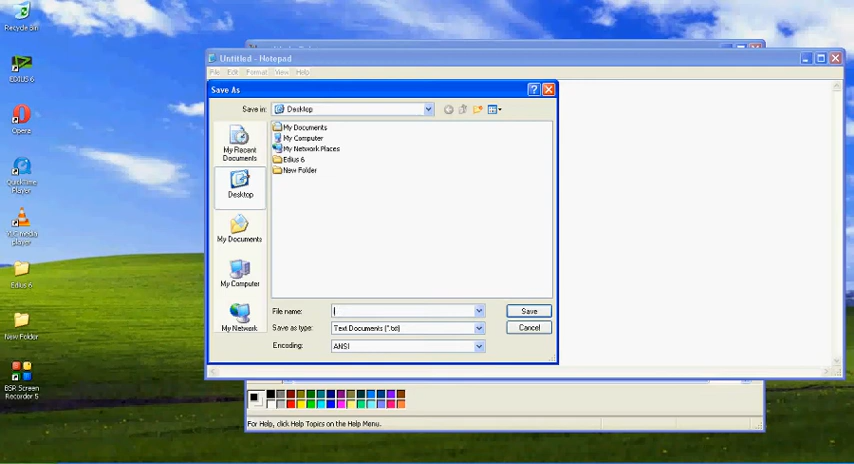 Recycle Bin
EDIUS 6
Opera
QuickTime
Player
VLC media
player
Edius 6
New Folder
BSR Screen
Recorder 5
Untitled - Notepad
File Edit Format View Help
Save As
Save in: Desktop
My Recent
Documents
Desktop
My Documents
My Computer
My Network
My Documents
My Computer
My Network Places
Edius 6
New Folder
File name:
Save
Save as type: Text Documents (*.txt)
Cancel
Encoding: ANSI
For Help, click Help Topics on the Help Menu.